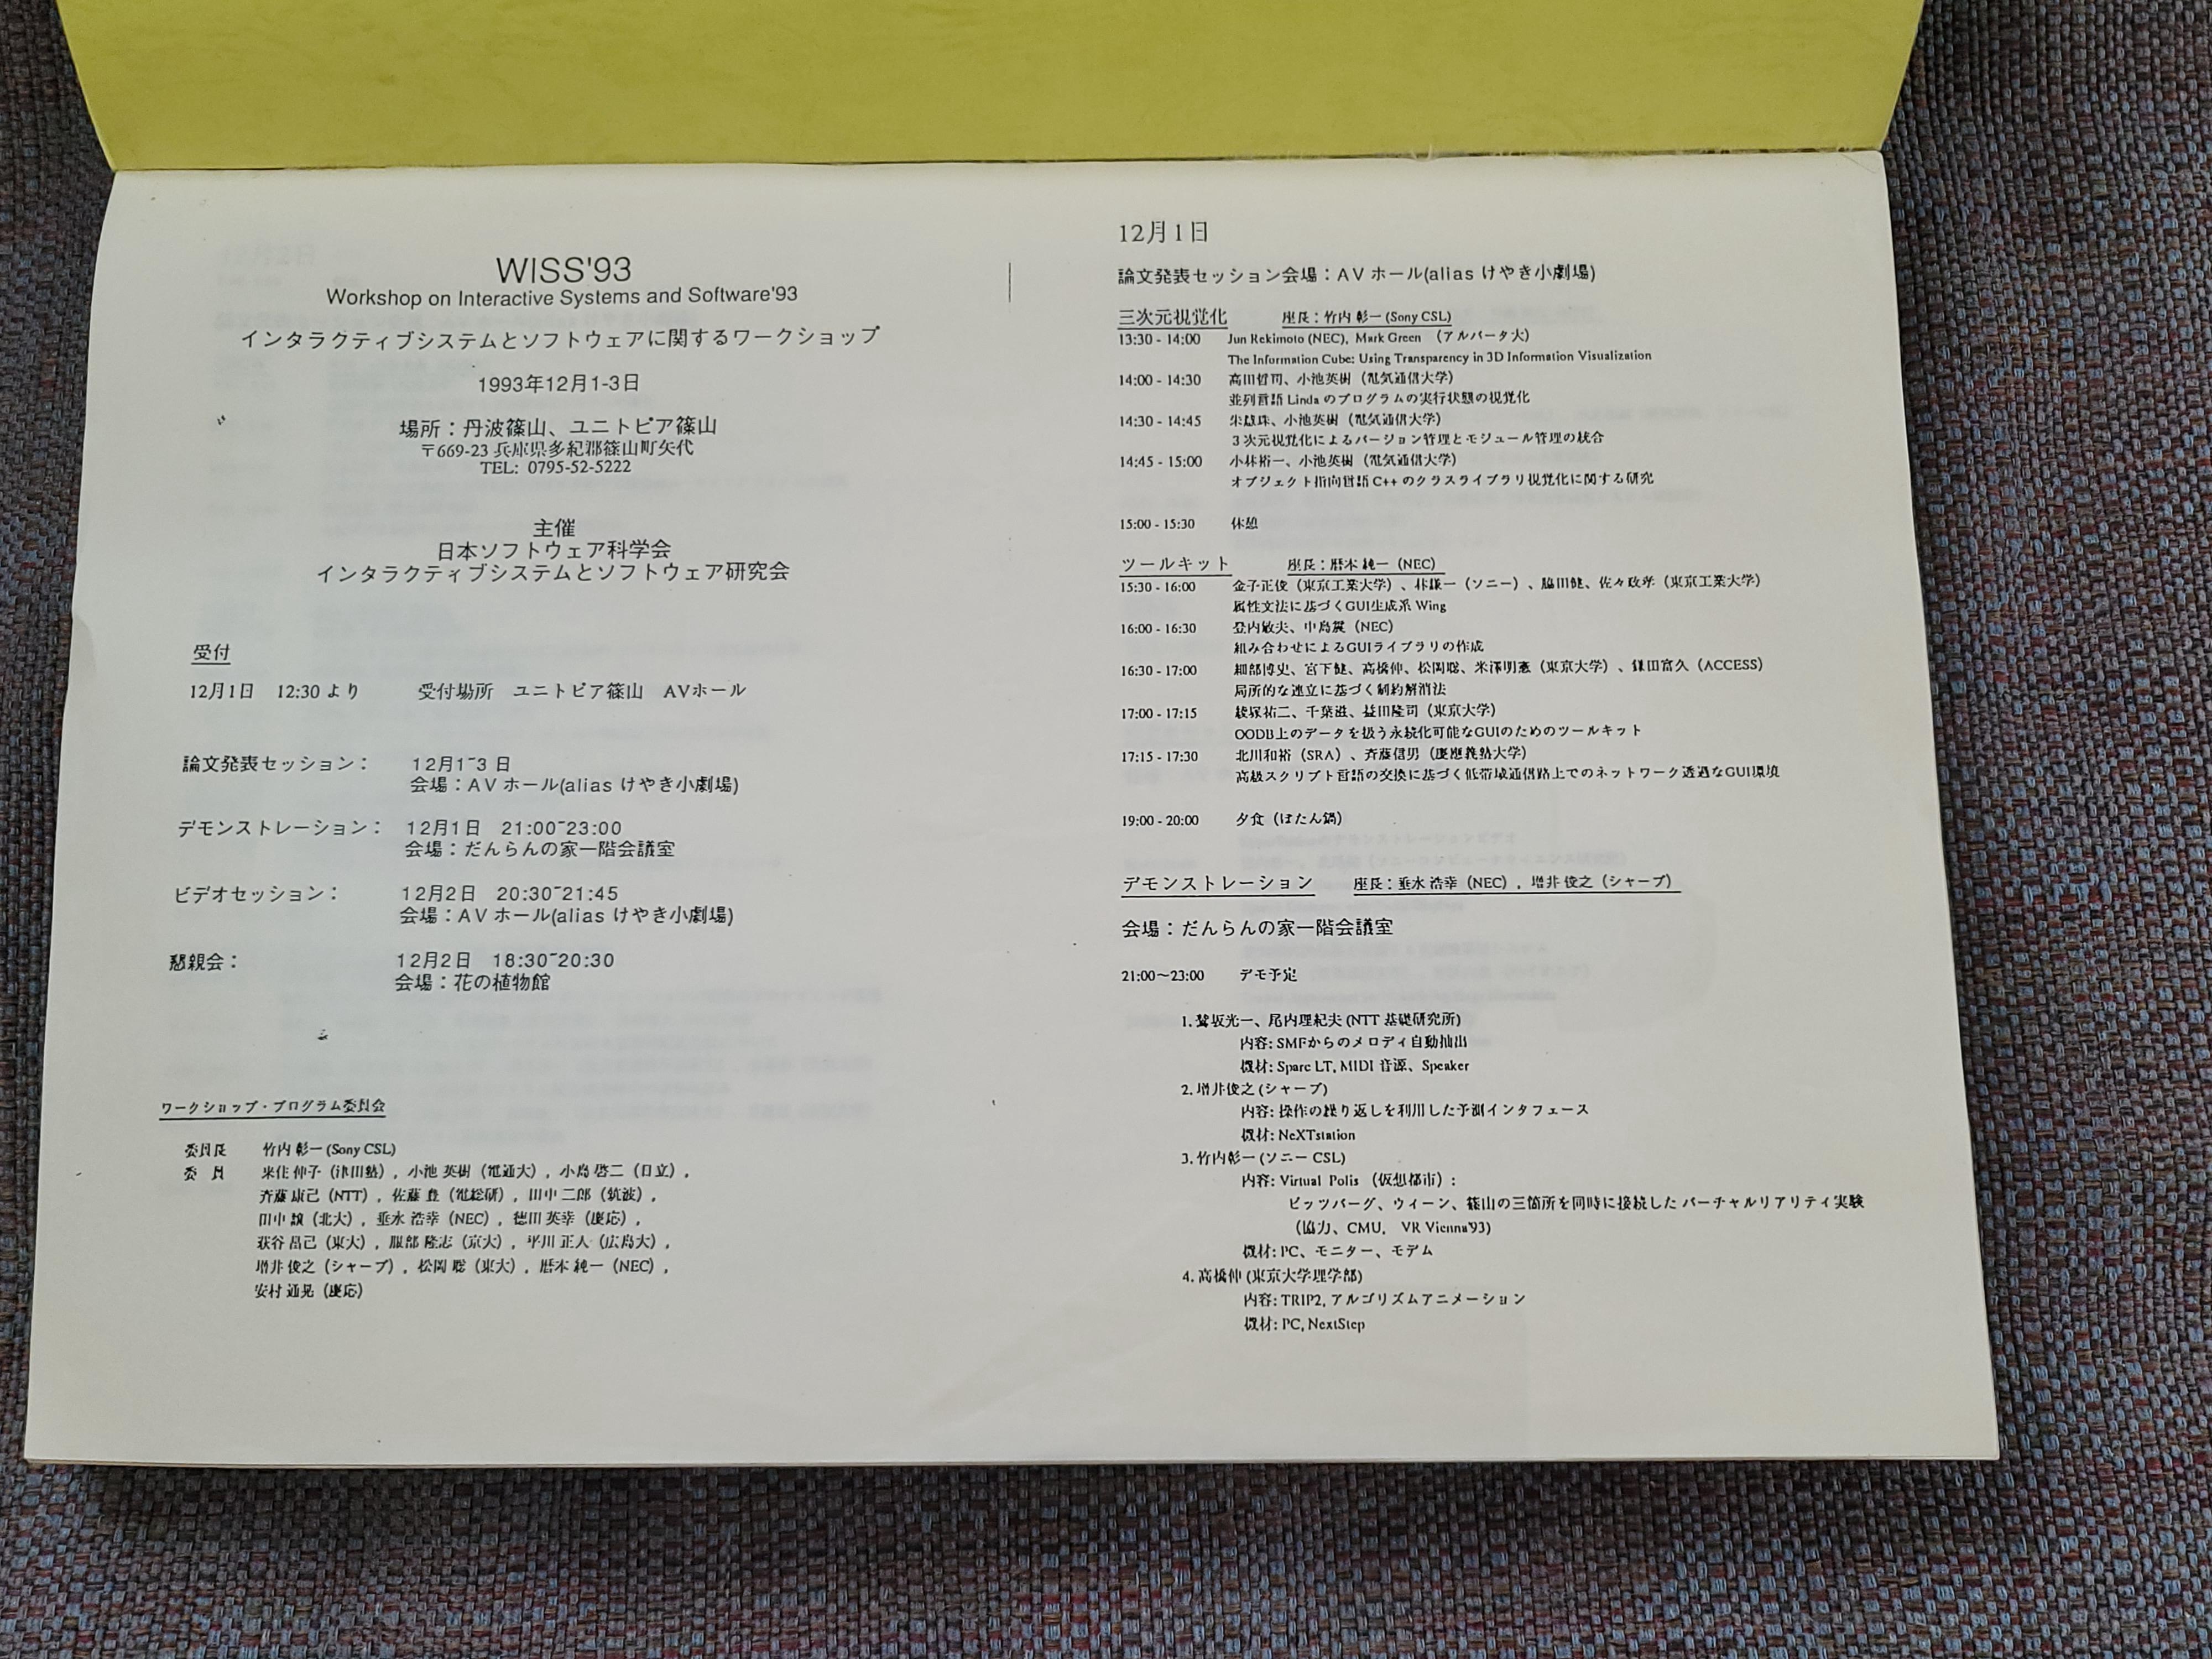 WISS'93
Workshop on Interactive Systems and Software'93
インタラクティブシステムとソフトウェアに関するワークショップ
1993年12月1-3日
場所：丹波篠山、ユニトピア篠山
〒669-23 兵庫県多紀郡篠山町矢代
TEL: 0795-52-5222
主催
日本ソフトウェア科学会
インタラクティブシステムとソフトウェア研究会
受付
12月1日 12:30 より 受付場所 ユニトピア篠山 AVホール
論文発表セッション： 12月1~3 日
会場：AV ホール(alias けやき小劇場)
デモンストレーション： 12月1日 21:00~23:00
会場：だんらんの家一階会議室
ビデオセッション： 12月2日 20:30~21:45
会場：AV ホール(alias けやき小劇場)
懇親会： 12月2日 18:30~20:30
会場：花の植物館
ワークショップ・プログラム委員会
委員長 竹内 彰一 (Sony CSL)
委 員 来住 伸子（津田塾）, 小池 英樹（電通大）, 小島 啓二（日立）,
斉藤 康己（NTT）, 佐藤 豊（電総研）, 田中 二郎（筑波）,
田中 譲（北大）, 垂水 浩幸（NEC）, 徳田 英幸（慶応）,
萩谷 昌己（東大）, 服部 隆志（京大）, 平川 正人（広島大）,
増井 俊之（シャープ）, 松岡 聡（東大）, 暦本 純一（NEC）,
安村 通晃（慶応）
12月1日
論文発表セッション会場：AV ホール(alias けやき小劇場)
三次元視覚化 座長：竹内 彰一 (Sony CSL)
13:30 - 14:00 Jun Rekimoto (NEC), Mark Green （アルバータ大）
The Information Cube: Using Transparency in 3D Information Visualization
14:00 - 14:30 高田哲司、小池英樹（電気通信大学）
並列言語 Linda のプログラムの実行状態の視覚化
14:30 - 14:45 小池英樹（電気通信大学）
３次元視覚化によるバージョン管理とモジュール管理の統合
14:45 - 15:00 小林裕一、小池英樹（電気通信大学）
オブジェクト指向言語 C++ のクラスライブラリ視覚化に関する研究
15:00 - 15:30 休憩
ツールキット 座長：暦本 純一（NEC）
15:30 - 16:00 金子正俊（東京工業大学）、林謙一（ソニー）、脇田健、佐々政孝（東京工業大学）
属性文法に基づくGUI生成系 Wing
16:00 - 16:30 登内敏夫、中島震（NEC）
組み合わせによるGUIライブラリの作成
16:30 - 17:00 細部博史、宮下健、高橋伸、松岡聡、米澤明憲（東京大学）、鎌田富久（ACCESS）
局所的な連立に基づく制約解消法
17:00 - 17:15 綾塚祐二、千葉滋、益田隆司（東京大学）
OODB上のデータを扱う永続化可能なGUIのためのツールキット
17:15 - 17:30 北川和裕（SRA）、斉藤信男（慶應義塾大学）
高級スクリプト言語の交換に基づく低帯域通信路上でのネットワーク透過なGUI環境
19:00 - 20:00 夕食（ぼたん鍋）
デモンストレーション 座長：垂水 浩幸（NEC）, 増井 俊之（シャープ）
会場：だんらんの家一階会議室
21:00〜23:00 デモ予定
1. 鷲坂光一、尾内理紀夫 (NTT 基礎研究所)
内容: SMFからのメロディ自動抽出
機材: Sparc LT, MIDI 音源、Speaker
2. 増井俊之 (シャープ)
内容: 操作の繰り返しを利用した予測インタフェース
機材: NeXTstation
3. 竹内彰一 (ソニー CSL)
内容: Virtual Polis （仮想都市）:
ピッツバーグ、ウィーン、篠山の三箇所を同時に接続した バーチャルリアリティ実験
（協力、CMU, VR Vienna'93)
機材: PC、モニター、モデム
4. 高橋伸 (東京大学理学部)
内容: TRIP2, アルゴリズムアニメーション
機材: PC, NextStep